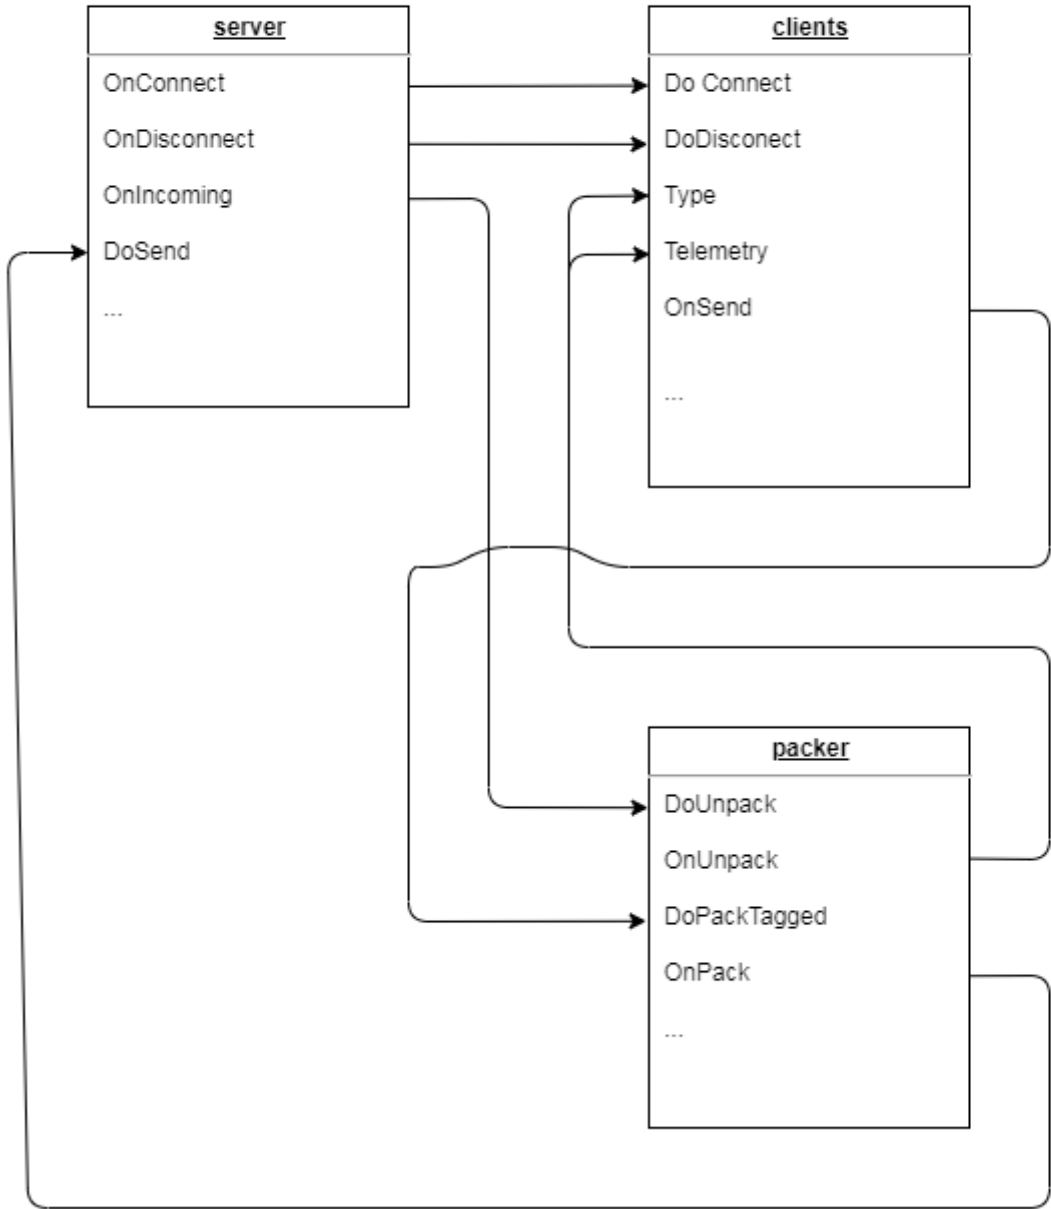 server
OnConnect
OnDisconnect
OnIncoming
DoSend
...
clients
Do Connect
DoDisconect
Type
Telemetry
OnSend
...
packer
DoUnpack
OnUnpack
DoPackTagged
OnPack
...